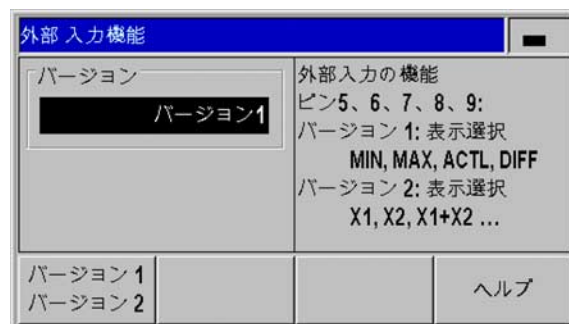 外部 入力機能
バージョン
バージョン1
外部入力の機能
ピン5、6、7、8、9:
バージョン 1: 表示選択
MIN, MAX, ACTL, DIFF
バージョン 2: 表示選択
X1, X2, X1+X2 ...
バージョン 1
バージョン 2
ヘルプ